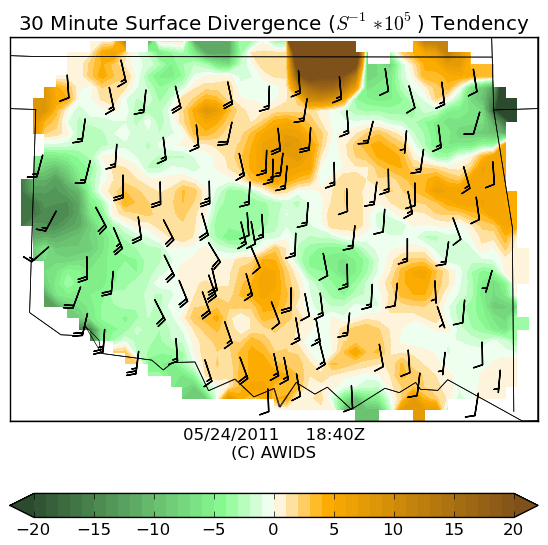 30 Minute Surface Divergence (S⁻¹ *10⁵ ) Tendency
05/24/2011 18:40Z
(C) AWIDS
−20 −15 −10 −5 0 5 10 15 20